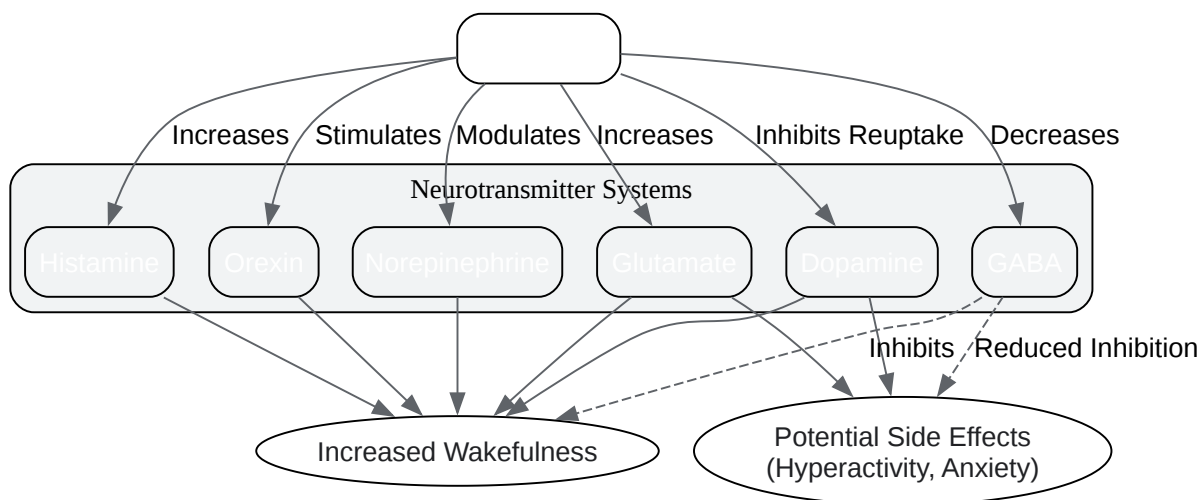 Increases
Stimulates
Modulates
Increases
Inhibits Reuptake
Decreases
Neurotransmitter Systems
Histamine
Orexin
Norepinephrine
Glutamate
Dopamine
GABA
Inhibits
Reduced Inhibition
Increased Wakefulness
Potential Side Effects
(Hyperactivity, Anxiety)